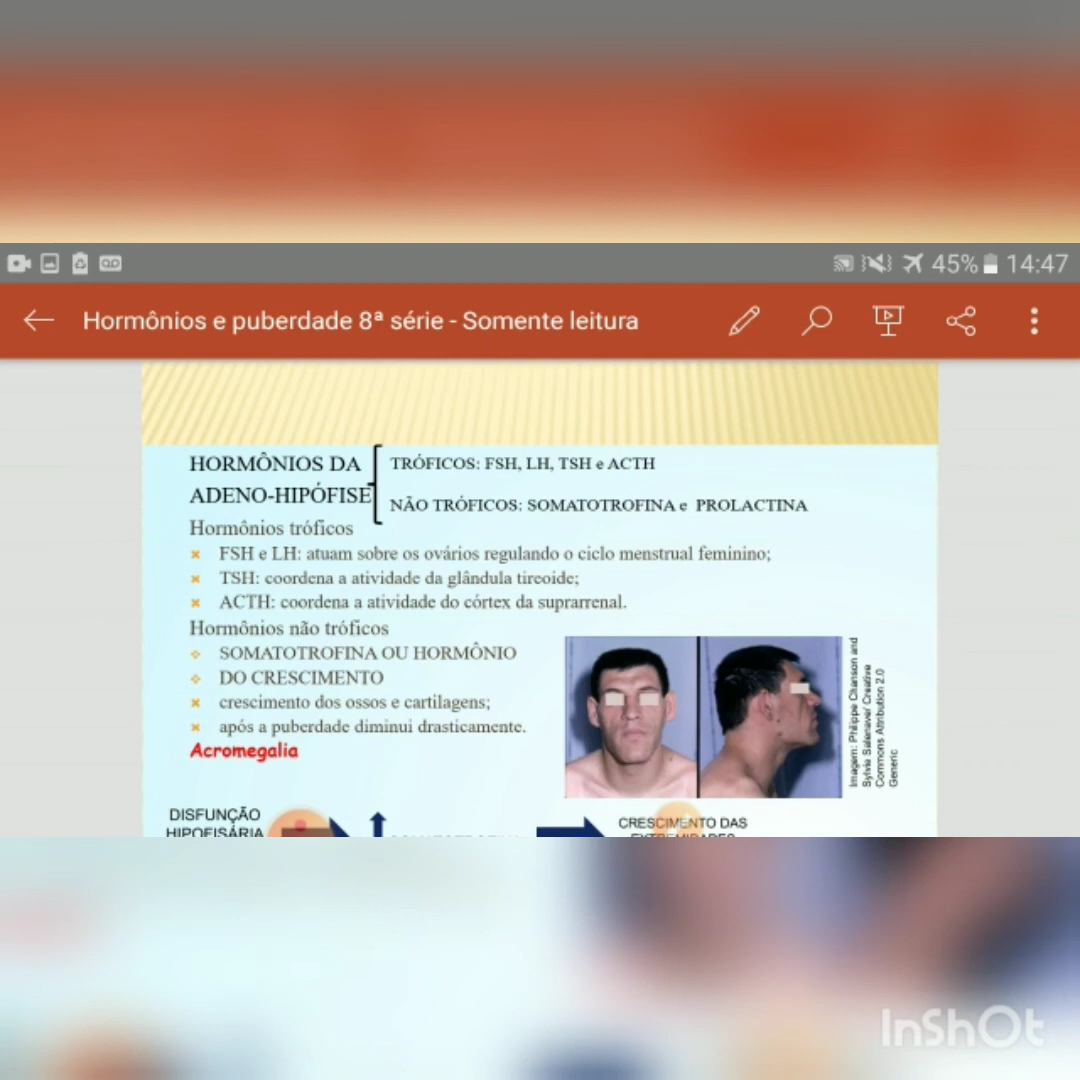 45% 14:47
Hormônios e puberdade 8ª série - Somente leitura
HORMÔNIOS DA
ADENO-HIPÓFISE
TRÓFICOS: FSH, LH, TSH e ACTH
NÃO TRÓFICOS: SOMATOTROFINA e PROLACTINA
Hormônios tróficos
FSH e LH: atuam sobre os ovários regulando o ciclo menstrual feminino;
TSH: coordena a atividade da glândula tireoide;
ACTH: coordena a atividade do córtex da suprarrenal.
Hormônios não tróficos
SOMATOTROFINA OU HORMÔNIO
DO CRESCIMENTO
crescimento dos ossos e cartilagens;
após a puberdade diminui drasticamente.
Acromegalia
Imagem: Philippe Chanson and
Sylvie Salenave/ Creative
Commons Attribution 2.0
Generic
DISFUNÇÃO
HIPOFISÁRIA
CRESCIMENTO DAS
EXTREMIDADES
InShOt